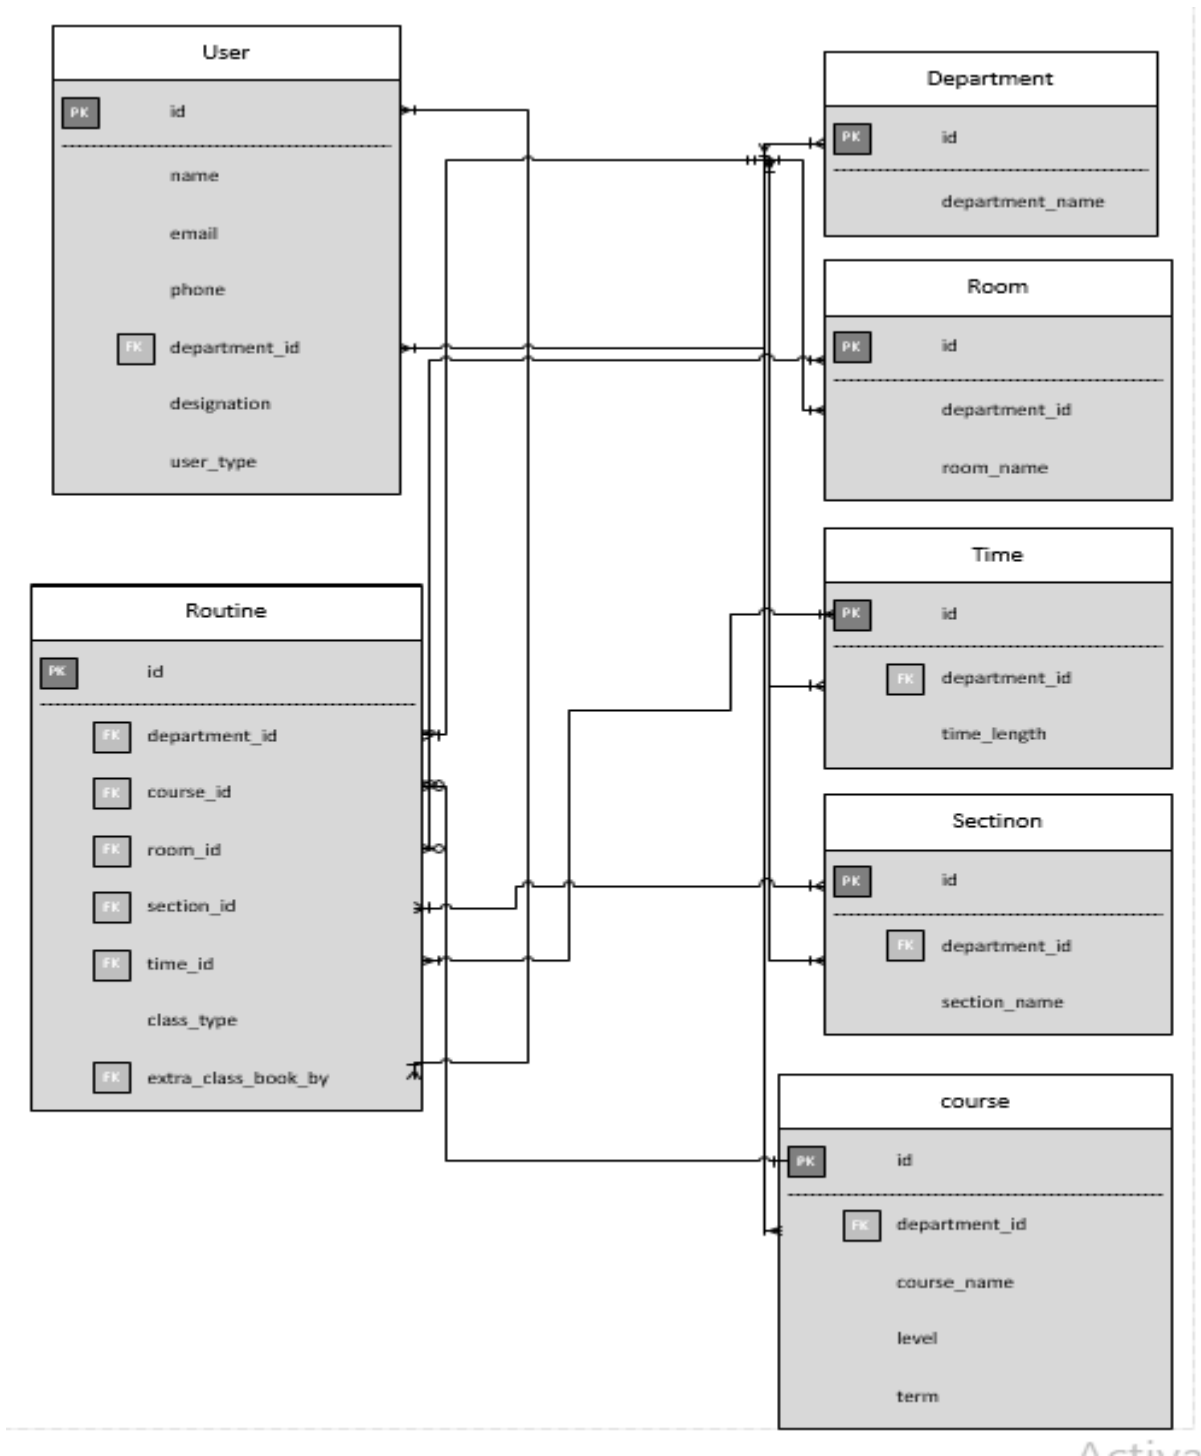 User
PK id
name
email
phone
FK department_id
designation
user_type
Department
PK id
department_name
Room
PK id
department_id
room_name
Time
PK id
FK department_id
time_length
Routine
PK id
FK department_id
FK course_id
FK room_id
FK section_id
FK time_id
class_type
FK extra_class_book_by
Sectinon
PK id
FK department_id
section_name
course
PK id
FK department_id
course_name
level
term